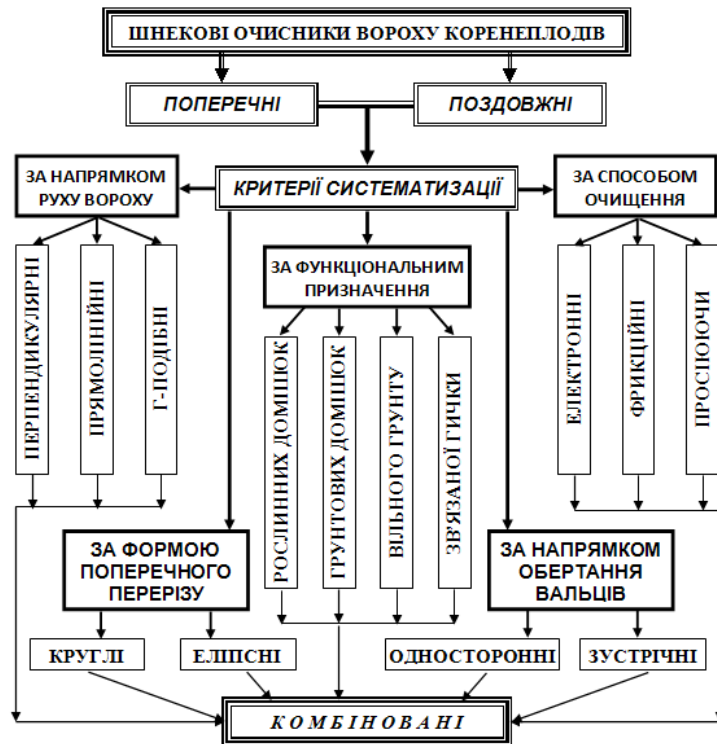 ШНЕКОВІ ОЧИСНИКИ ВОРОХУ КОРЕНЕПЛОДІВ
ПОПЕРЕЧНІ
ПОЗДОВЖНІ
ЗА НАПРЯМКОМ
РУХУ ВОРОХУ
КРИТЕРІЇ СИСТЕМАТИЗАЦІЇ
ЗА СПОСОБОМ
ОЧИЩЕННЯ
ПЕРПЕНДИКУЛЯРНІ
ПРЯМОЛІНІЙНІ
Г-ПОДІБНІ
ЗА ФУНКЦІОНАЛЬНИМ
ПРИЗНАЧЕННЯ
ЕЛЕКТРОННІ
ФРИКЦІЙНІ
ПРОСІЮЮЧИ
РОСЛИННИХ ДОМІШОК
ГРУНТОВИХ ДОМІШОК
ВІЛЬНОГО ГРУНТУ
ЗВ'ЯЗАНОЇ ГИЧКИ
ЗА ФОРМОЮ
ПОПЕРЕЧНОГО
ПЕРЕРІЗУ
ЗА НАПРЯМКОМ
ОБЕРТАННЯ
ВАЛЬЦІВ
КРУГЛІ
ЕЛІПСНІ
ОДНОСТОРОННІ
ЗУСТРІЧНІ
КОМБІНОВАНІ